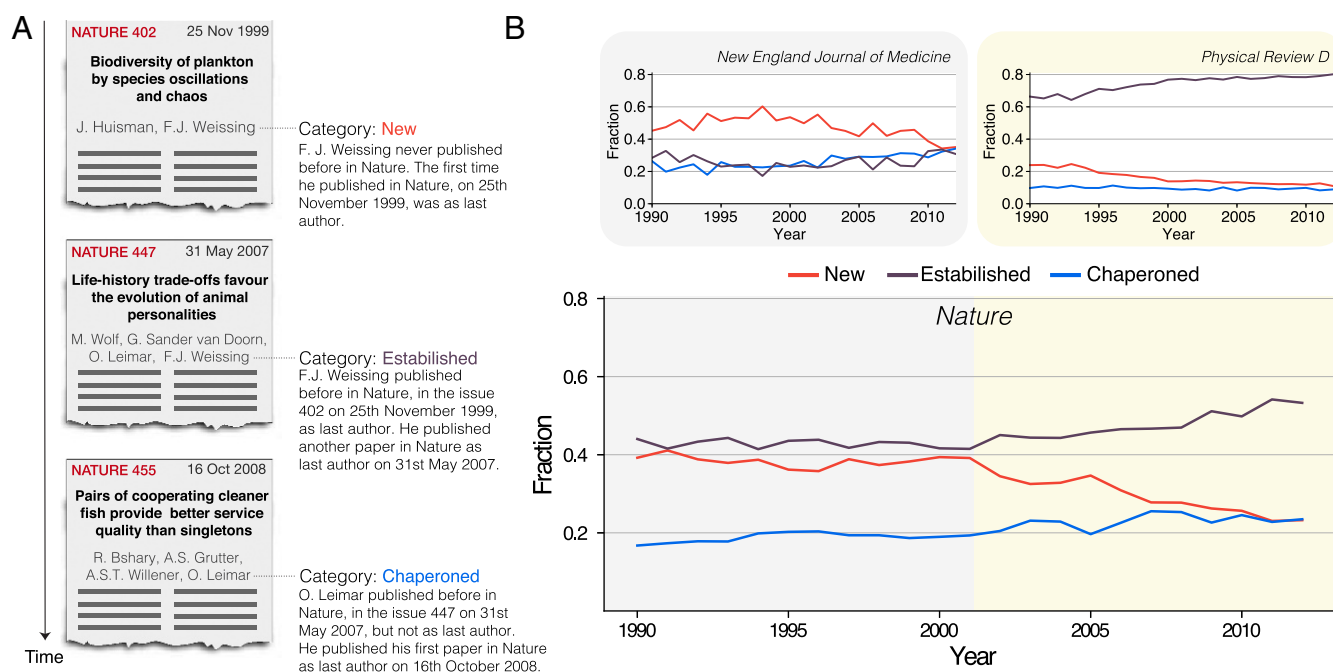 A
NATURE 402 25 Nov 1999
Biodiversity of plankton
by species oscillations
and chaos
J. Huisman, F.J. Weissing
Category: New
F. J. Weissing never published
before in Nature. The first time
he published in Nature, on 25th
November 1999, was as last
author.
NATURE 447 31 May 2007
Life-history trade-offs favour
the evolution of animal
personalities
M. Wolf, G. Sander van Doorn,
O. Leimar, F.J. Weissing
Category: Estabilished
F.J. Weissing published
before in Nature, in the issue
402 on 25th November 1999,
as last author. He published
another paper in Nature as
last author on 31st May 2007.
NATURE 455 16 Oct 2008
Pairs of cooperating cleaner
fish provide better service
quality than singletons
R. Bshary, A.S. Grutter,
A.S.T. Willener, O. Leimar
Category: Chaperoned
O. Leimar published before in
Nature, in the issue 447 on 31st
May 2007, but not as last author.
He published his first paper in Nature
as last author on 16th October 2008.
Time
B
New England Journal of Medicine
0.8
0.6
0.4
0.2
0.0
Fraction
1990 1995 2000 2005 2010
Year
Physical Review D
0.8
0.6
0.4
0.2
0.0
Fraction
1990 1995 2000 2005 2010
Year
New Estabilished Chaperoned
Nature
0.8
0.6
0.4
0.2
Fraction
1990 1995 2000 2005 2010
Year